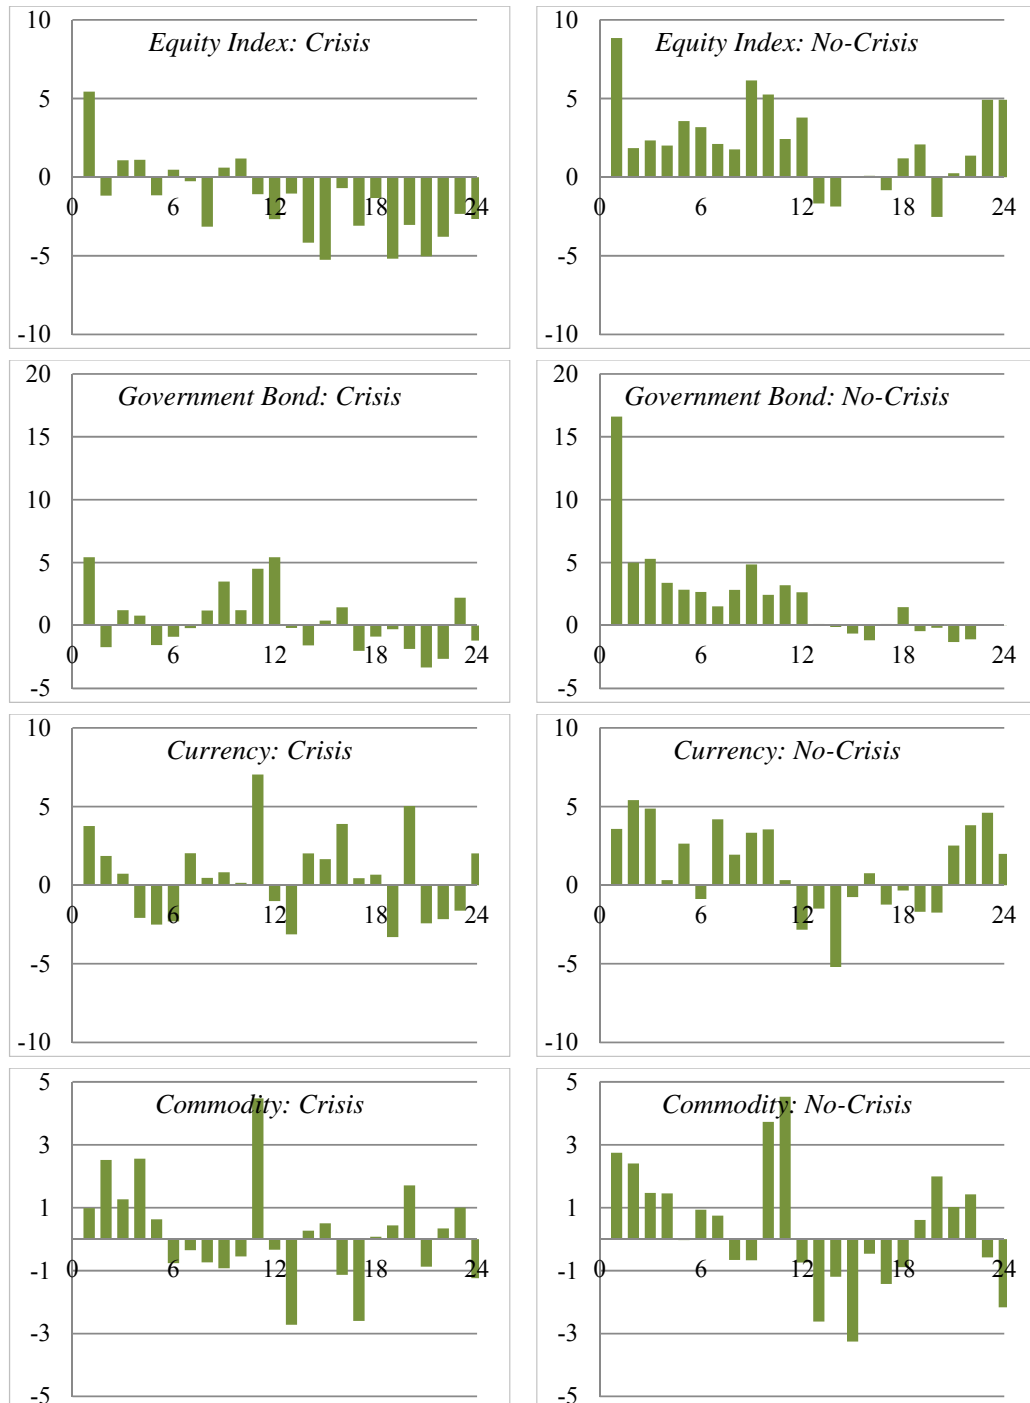 Equity Index: Crisis
10
5
0
-5
-10
0 6 12 18 24
Equity Index: No-Crisis
10
5
0
-5
-10
0 6 12 18 24
Government Bond: Crisis
20
15
10
5
0
-5
0 6 12 18 24
Government Bond: No-Crisis
20
15
10
5
0
-5
0 6 12 18 24
Currency: Crisis
10
5
0
-5
-10
0 6 12 18 24
Currency: No-Crisis
10
5
0
-5
-10
0 6 12 18 24
Commodity: Crisis
5
3
1
-1
-3
-5
0 6 12 18 24
Commodity: No-Crisis
5
3
1
-1
-3
-5
0 6 12 18 24